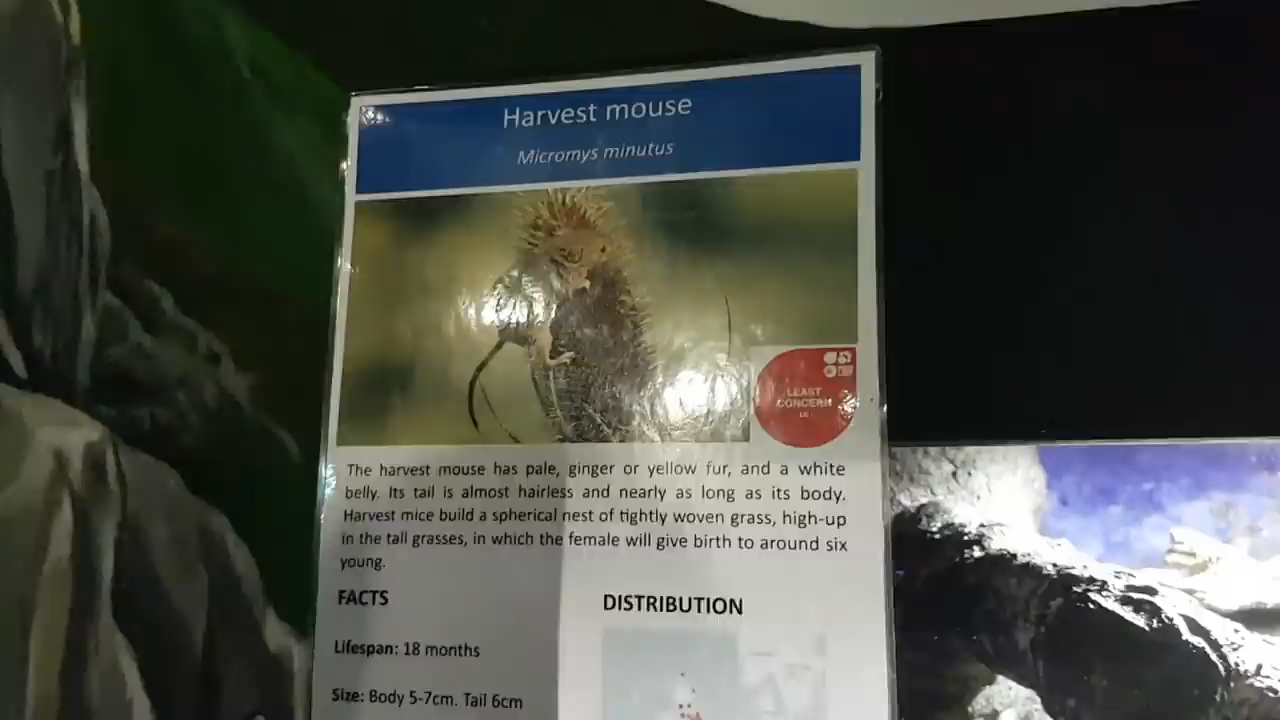 Harvest mouse
Micromys minutus
LEAST
CONCERN
LC
The harvest mouse has pale, ginger or yellow fur, and a white
belly. Its tail is almost hairless and nearly as long as its body.
Harvest mice build a spherical nest of tightly woven grass, high-up
in the tall grasses, in which the female will give birth to around six
young.
FACTS
DISTRIBUTION
Lifespan: 18 months
Size: Body 5-7cm. Tail 6cm